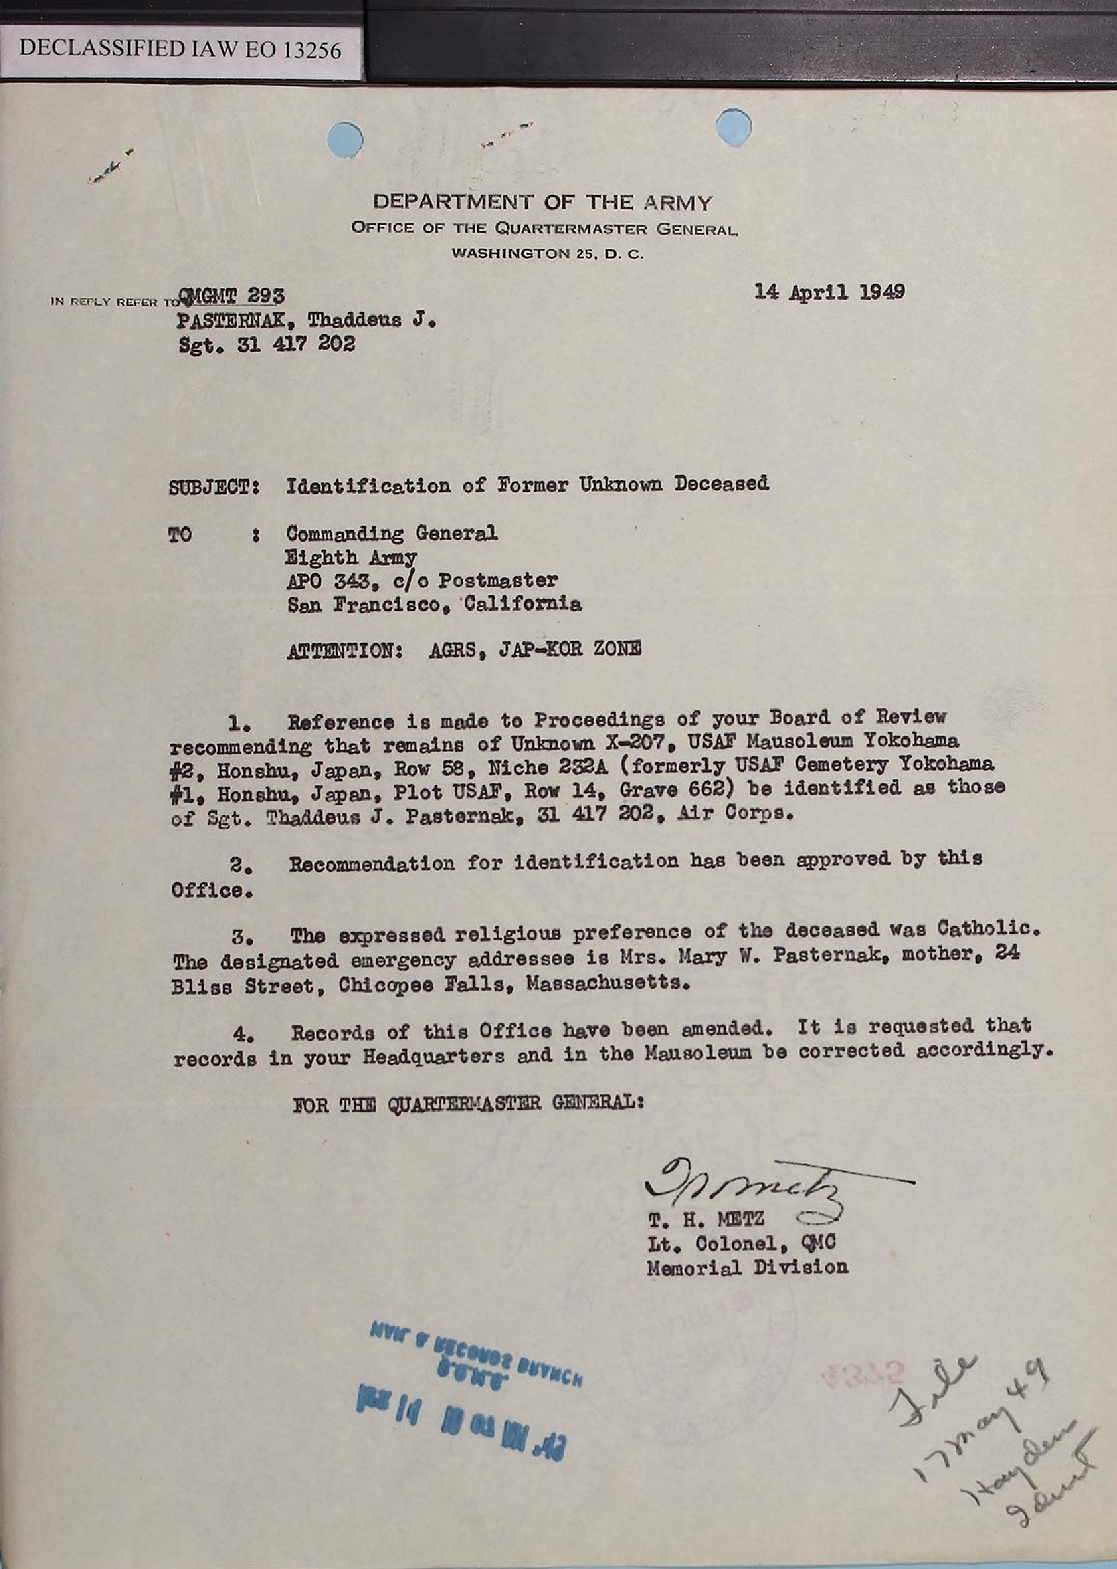 DECLASSIFIED IAW EO 13256
DEPARTMENT OF THE ARMY
OFFICE OF THE QUARTERMASTER GENERAL
WASHINGTON 25, D. C.
IN REPLY REFER TO QMGMT 293
14 April 1949
PASTERNAK, Thaddeus J.
Sgt. 31 417 202
SUBJECT: Identification of Former Unknown Deceased
TO : Commanding General
Eighth Army
APO 343, c/o Postmaster
San Francisco, California
ATTENTION: AGRS, JAP-KOR ZONE
1. Reference is made to Proceedings of your Board of Review
recommending that remains of Unknown X-207, USAF Mausoleum Yokohama
#2, Honshu, Japan, Row 58, Niche 232A (formerly USAF Cemetery Yokohama
#1, Honshu, Japan, Plot USAF, Row 14, Grave 662) be identified as those
of Sgt. Thaddeus J. Pasternak, 31 417 202, Air Corps.
2. Recommendation for identification has been approved by this
Office.
3. The expressed religious preference of the deceased was Catholic.
The designated emergency addressee is Mrs. Mary W. Pasternak, mother, 24
Bliss Street, Chicopee Falls, Massachusetts.
4. Records of this Office have been amended. It is requested that
records in your Headquarters and in the Mausoleum be corrected accordingly.
FOR THE QUARTERMASTER GENERAL:
T. H. METZ
Lt. Colonel, QMC
Memorial Division
MAIL & RECORDS BRANCH
O.Q.M.G.
File
17 May 49
Hayden
Ident